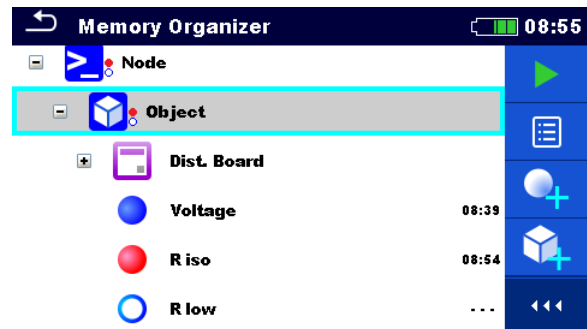 Memory Organizer 08:55
Node
Object
Dist. Board
Voltage 08:39
R iso 08:54
R low ---